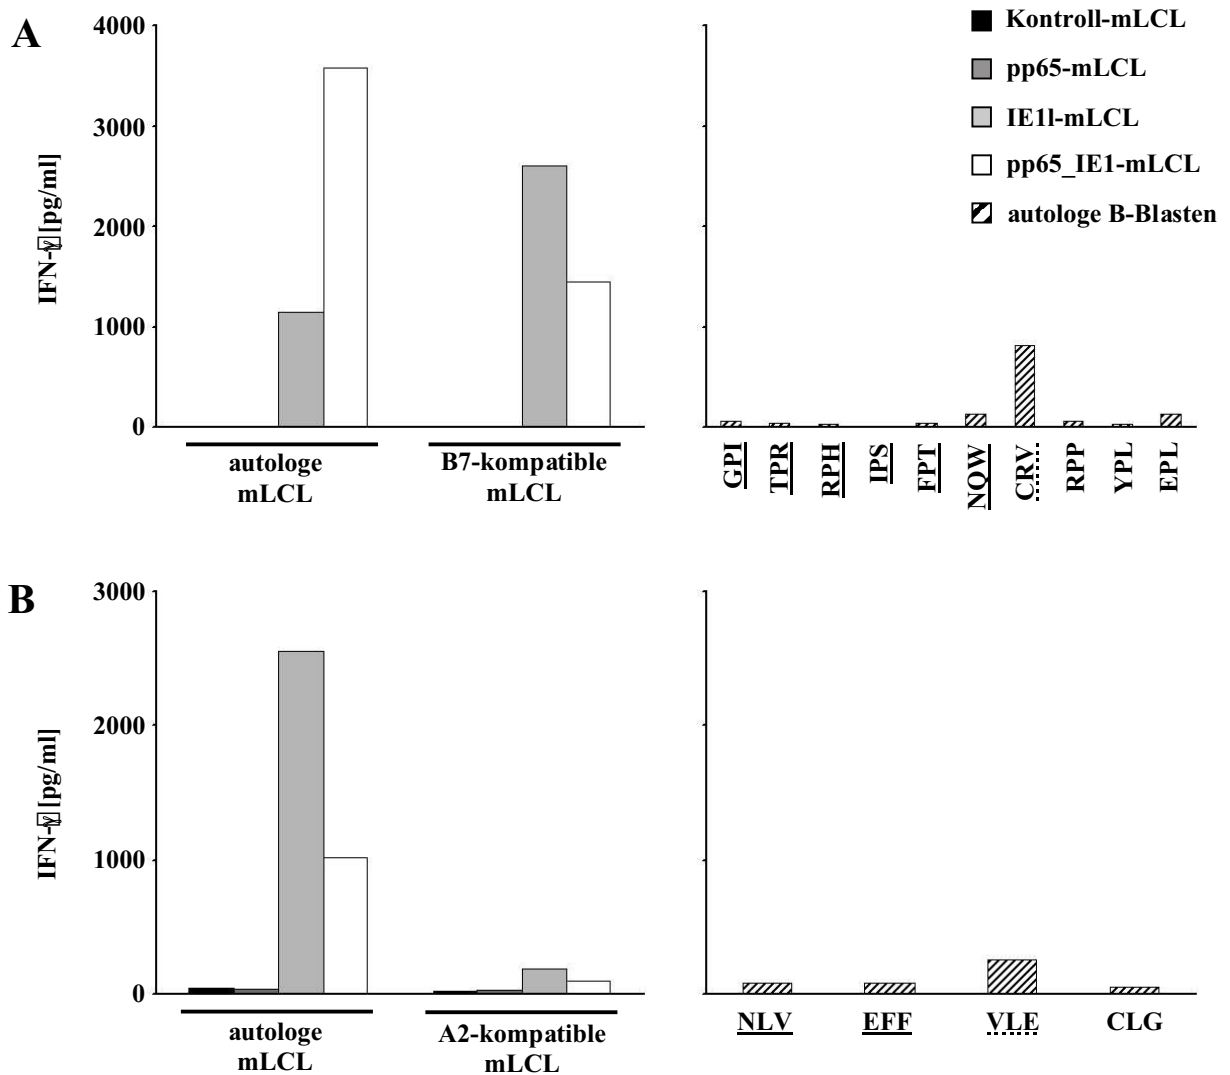 A
4000
3000
2000
1000
0
IFN-γ [pg/ml]
autologe
mLCL
B7-kompatible
mLCL
Kontroll-mLCL
pp65-mLCL
IE1l-mLCL
pp65_IE1-mLCL
autologe B-Blasten
GPI
TPR
RPH
IPS
FPT
NQW
CRV
RPP
YPL
EPL
B
3000
2000
1000
0
IFN-γ [pg/ml]
autologe
mLCL
A2-kompatible
mLCL
NLV
EFF
VLE
CLG